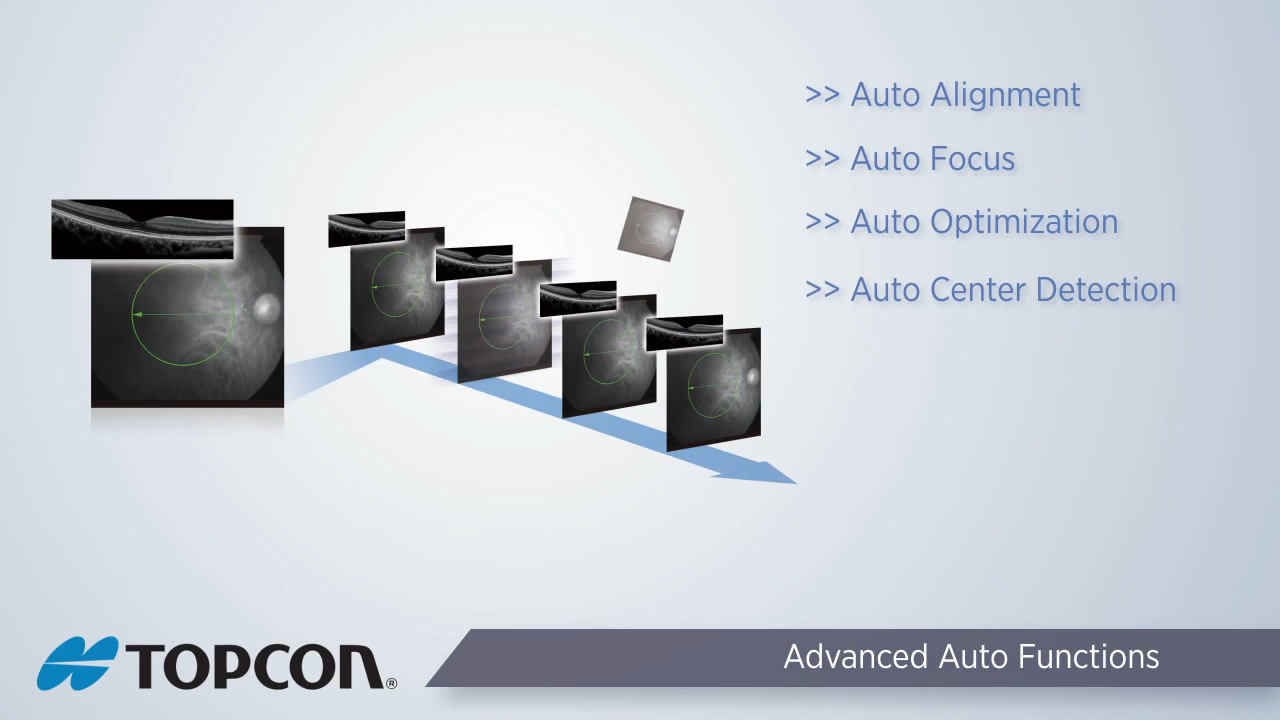 >> Auto Alignment
>> Auto Focus
>> Auto Optimization
>> Auto Center Detection
TOPCON®
Advanced Auto Functions